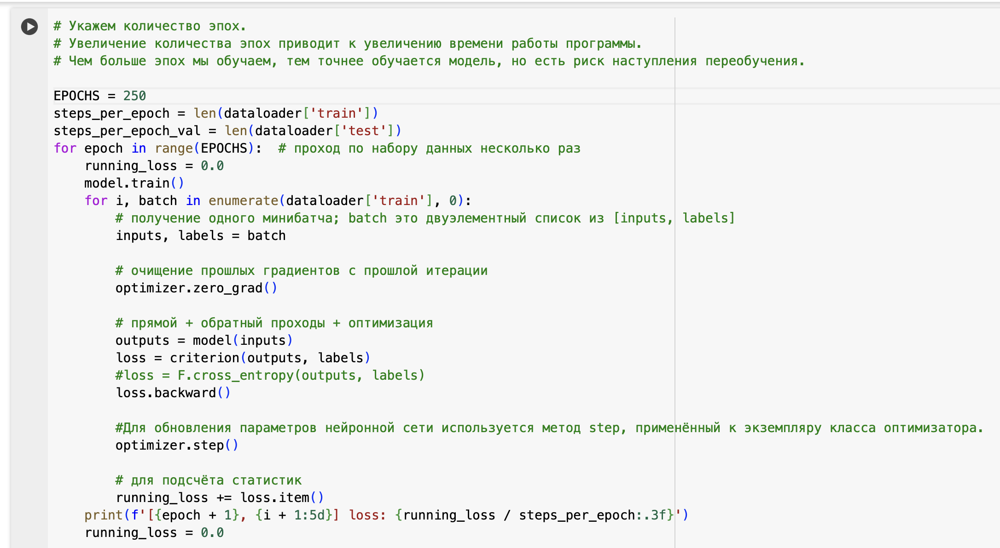 # Укажем количество эпох.
# Увеличение количества эпох приводит к увеличению времени работы программы.
# Чем больше эпох мы обучаем, тем точнее обучается модель, но есть риск наступления переобучения.
EPOCHS = 250
steps_per_epoch = len(dataloader['train'])
steps_per_epoch_val = len(dataloader['test'])
for epoch in range(EPOCHS):  # проход по набору данных несколько раз
    running_loss = 0.0
    model.train()
    for i, batch in enumerate(dataloader['train'], 0):
        # получение одного минибатча; batch это двуэлементный список из [inputs, labels]
        inputs, labels = batch
        # очищение прошлых градиентов с прошлой итерации
        optimizer.zero_grad()
        # прямой + обратный проходы + оптимизация
        outputs = model(inputs)
        loss = criterion(outputs, labels)
        #loss = F.cross_entropy(outputs, labels)
        loss.backward()
        #Для обновления параметров нейронной сети используется метод step, применённый к экземпляру класса оптимизатора.
        optimizer.step()
        # для подсчёта статистик
        running_loss += loss.item()
    print(f'[{epoch + 1}, {i + 1:5d}] loss: {running_loss / steps_per_epoch:.3f}')
    running_loss = 0.0